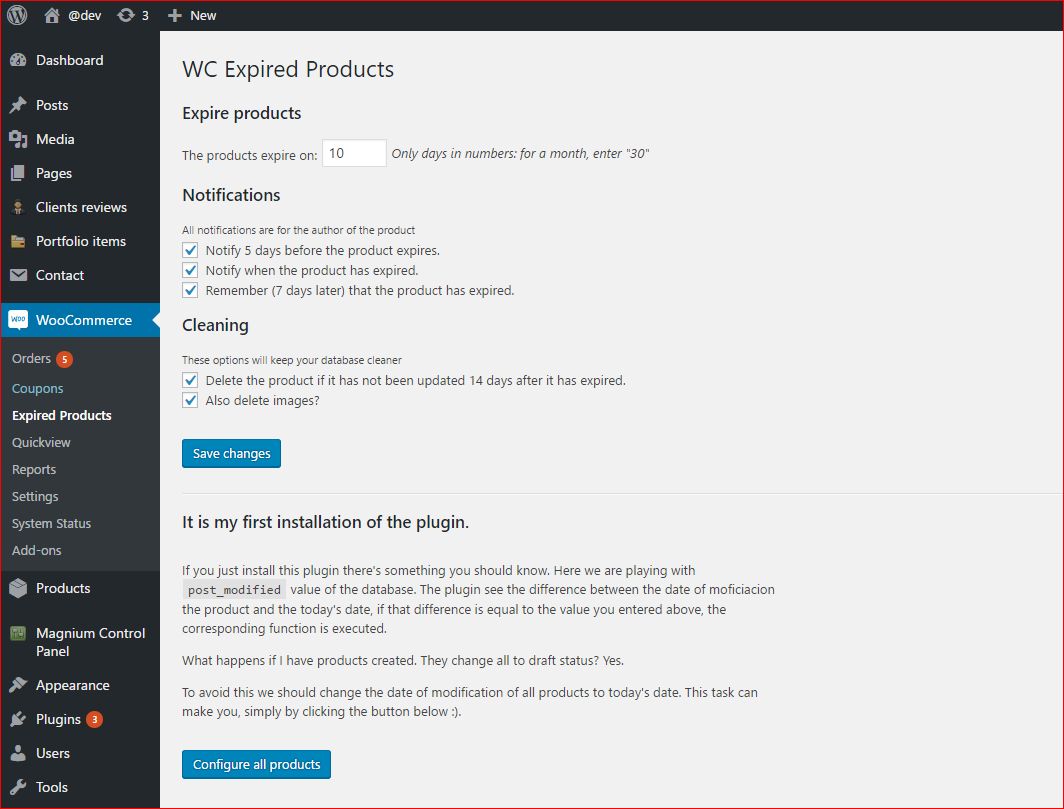 @dev 3 New
Dashboard
Posts
Media
Pages
Clients reviews
Portfolio items
Contact
WooCommerce
Orders 5
Coupons
Expired Products
Quickview
Reports
Settings
System Status
Add-ons
Products
Magnium Control
Panel
Appearance
Plugins 3
Users
Tools
WC Expired Products
Expire products
The products expire on: 10 Only days in numbers: for a month, enter "30"
Notifications
All notifications are for the author of the product
Notify 5 days before the product expires.
Notify when the product has expired.
Remember (7 days later) that the product has expired.
Cleaning
These options will keep your database cleaner
Delete the product if it has not been updated 14 days after it has expired.
Also delete images?
Save changes
It is my first installation of the plugin.
If you just install this plugin there's something you should know. Here we are playing with
post_modified value of the database. The plugin see the difference between the date of moficiacion
the product and the today's date, if that difference is equal to the value you entered above, the
corresponding function is executed.
What happens if I have products created. They change all to draft status? Yes.
To avoid this we should change the date of modification of all products to today's date. This task can
make you, simply by clicking the button below :).
Configure all products